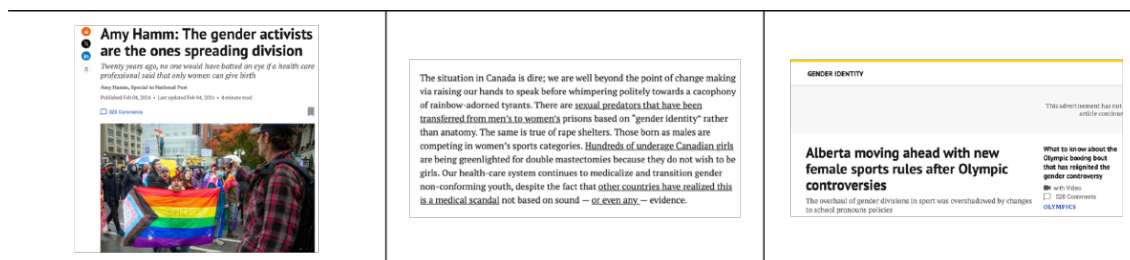 Amy Hamm: The gender activists
are the ones spreading division
Twenty years ago, no one would have batted an eye if a health care
professional said that only women can give birth
Amy Hamm, Special to National Post
Published Feb 04, 2024 • Last updated Feb 04, 2024 • 4 minute read
323 Comments
The situation in Canada is dire; we are well beyond the point of change making
via raising our hands to speak before whimpering politely towards a cacophony
of rainbow-adorned tyrants. There are sexual predators that have been
transferred from men's to women's prisons based on "gender identity" rather
than anatomy. The same is true of rape shelters. Those born as males are
competing in women's sports categories. Hundreds of underage Canadian girls
are being greenlighted for double mastectomies because they do not wish to be
girls. Our health-care system continues to medicalize and transition gender
non-conforming youth, despite the fact that other countries have realized this
is a medical scandal not based on sound — or even any — evidence.
GENDER IDENTITY
This advertisement has not
article continue
Alberta moving ahead with new
female sports rules after Olympic
controversies
The overhaul of gender divisions in sport was overshadowed by changes
to school pronouns policies
What to know about the
Olympic boxing bout
that has reignited the
gender controversy
with Video
528 Comments
OLYMPICS